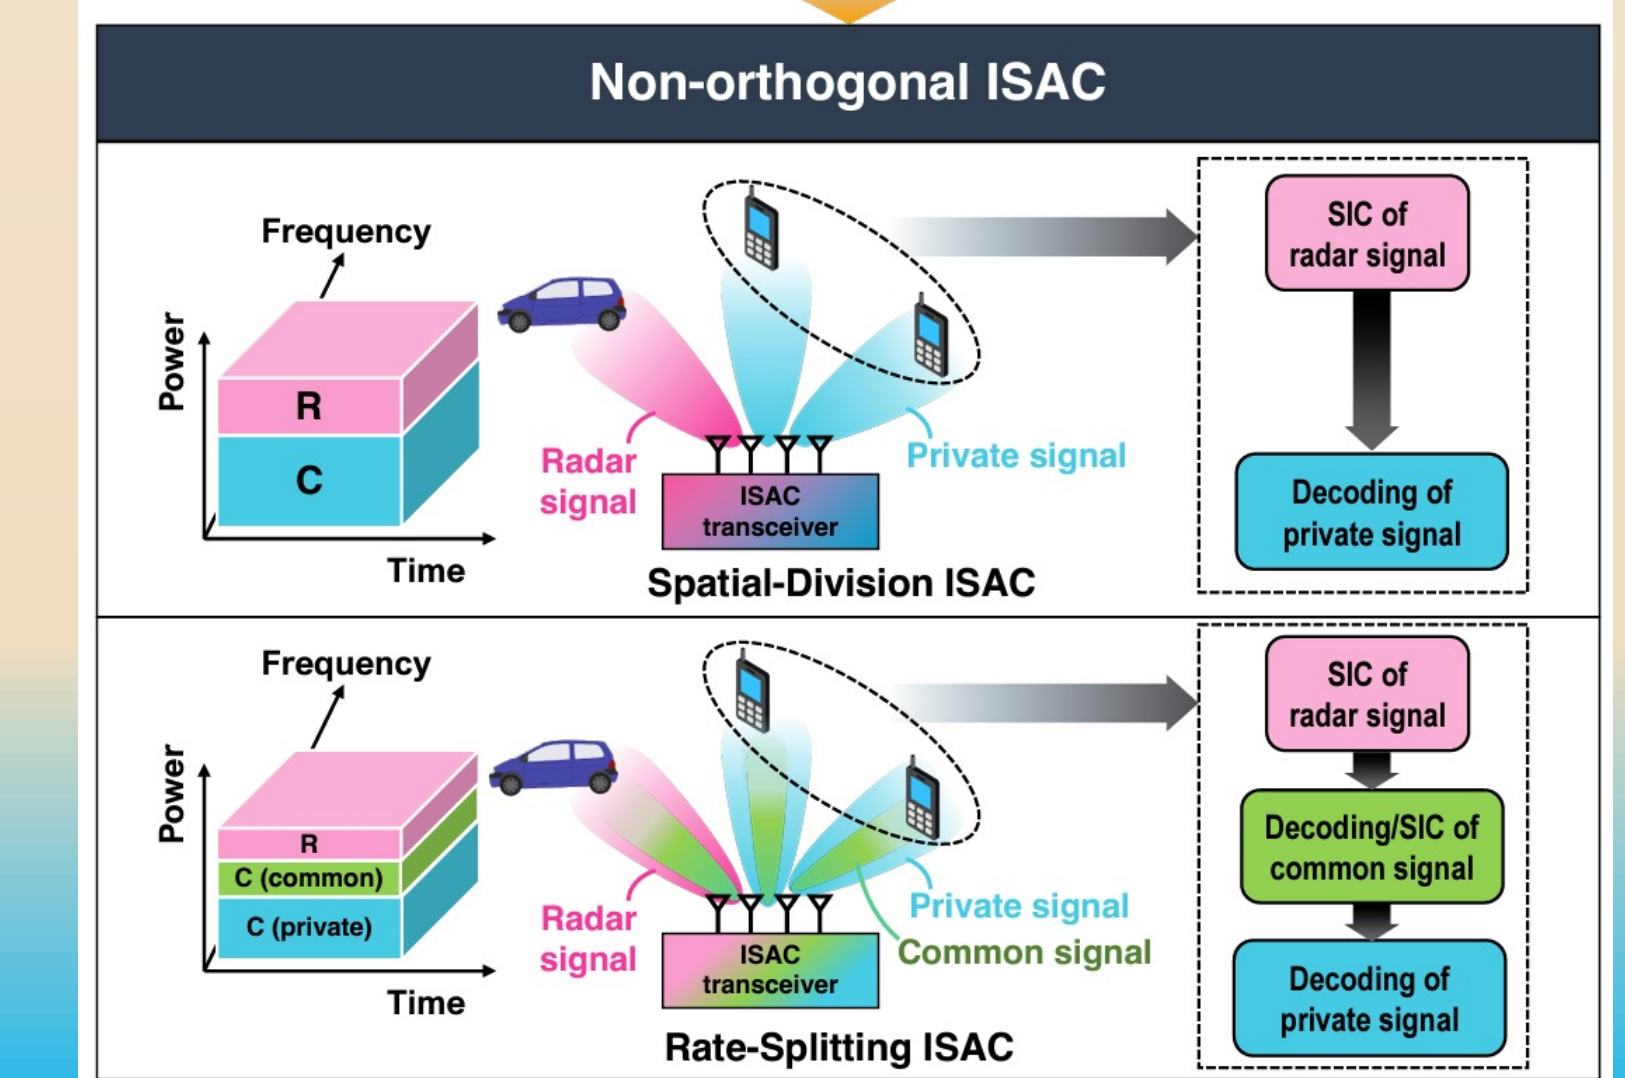 Non-orthogonal ISAC
Frequency
Power
R
C
Time
Radar
signal
Private signal
ISAC
transceiver
Spatial-Division ISAC
SIC of
radar signal
Decoding of
private signal
Frequency
Power
R
C (common)
C (private)
Time
Radar
signal
Private signal
Common signal
ISAC
transceiver
Rate-Splitting ISAC
SIC of
radar signal
Decoding/SIC of
common signal
Decoding of
private signal